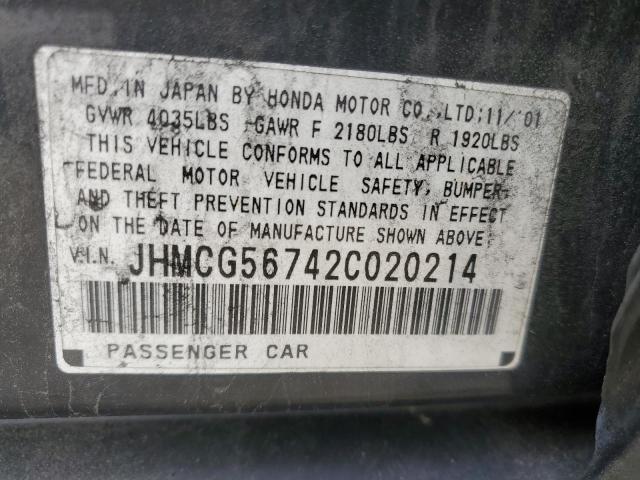 MFD. IN JAPAN BY HONDA MOTOR CO., LTD: 11/'01
GVWR 4035LBS GAWR F 2180LBS R 1920LBS
THIS VEHICLE CONFORMS TO ALL APPLICABLE
FEDERAL MOTOR VEHICLE SAFETY, BUMPER,
AND THEFT PREVENTION STANDARDS IN EFFECT
ON THE DATE OF MANUFACTURE SHOWN ABOVE.
V.I.N. JHMCG56742C020214
PASSENGER CAR